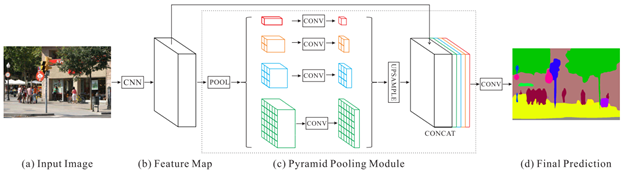 CNN
POOL
CONV
CONV
CONV
CONV
UPSAMPLE
CONCAT
CONV
(a) Input Image
(b) Feature Map
(c) Pyramid Pooling Module
(d) Final Prediction